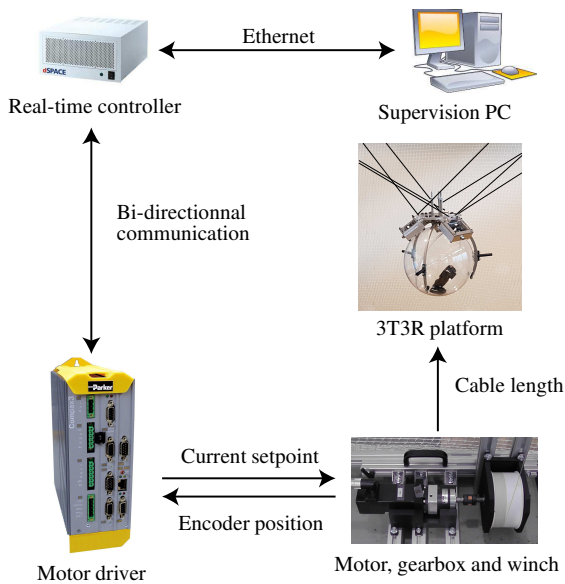 Ethernet
dSPACE
Real-time controller
Supervision PC
Bi-directionnal
communication
3T3R platform
Parker
Cable length
Current setpoint
Encoder position
Motor driver
Motor, gearbox and winch